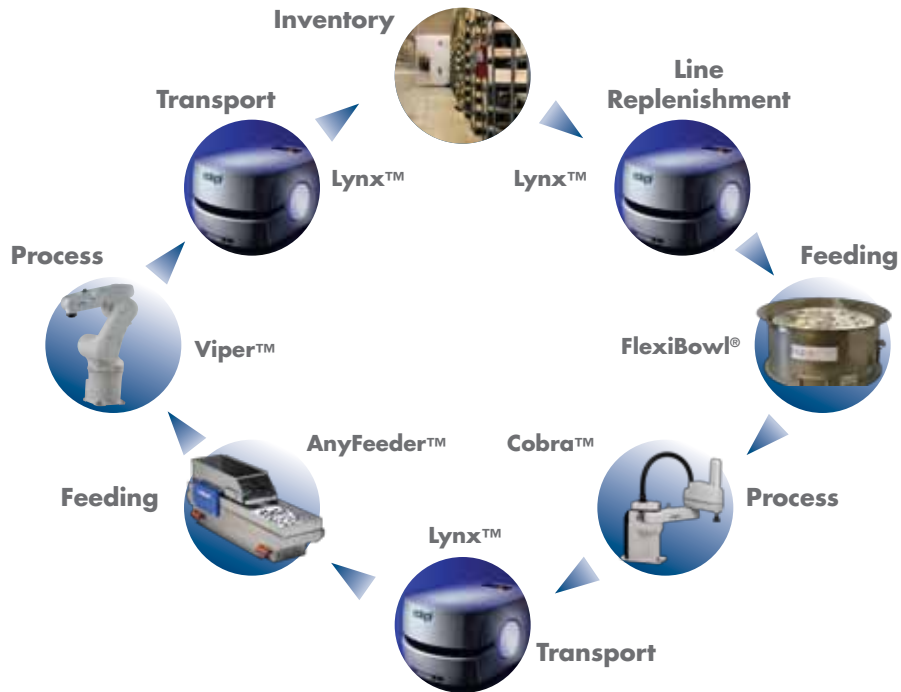 Inventory
Line
Replenishment
Transport
Lynx™
Lynx™
Process
Feeding
Viper™
FlexiBowl®
AnyFeeder™
Cobra™
Feeding
Process
Lynx™
Transport